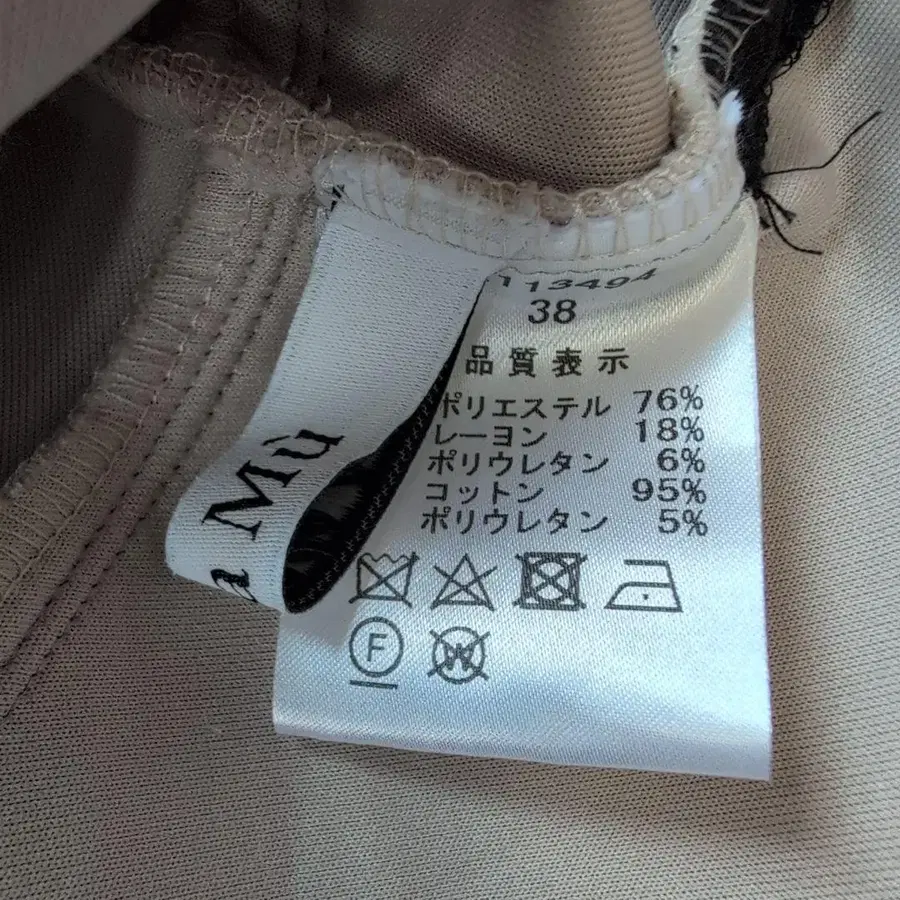 113494
38
品質表示
ポリエステル 76%
レーヨン 18%
ポリウレタン 6%
コットン 95%
ポリウレタン 5%
F
W
a Mù